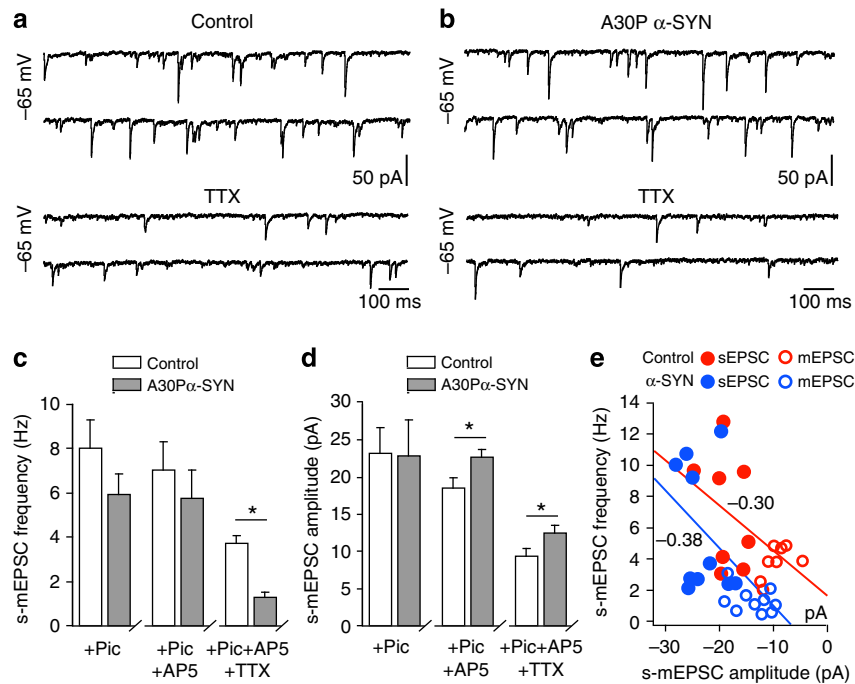 a
Control
b
A30P α-SYN
–65 mV
50 pA
50 pA
TTX
TTX
–65 mV
–65 mV
–65 mV
100 ms
100 ms
c
Control
A30Pα-SYN
s-mEPSC frequency (Hz)
10
8
6
4
2
0
+Pic
+Pic
+AP5
+Pic+AP5
+TTX
*
d
Control
A30Pα-SYN
s-mEPSC amplitude (pA)
30
25
20
15
10
5
0
+Pic
+Pic
+AP5
+Pic+AP5
+TTX
*
*
e
Control sEPSC mEPSC
α-SYN sEPSC mEPSC
s-mEPSC frequency (Hz)
14
12
10
8
6
4
2
0
–0.30
–0.38
pA
–30 –20 –10 0
s-mEPSC amplitude (pA)